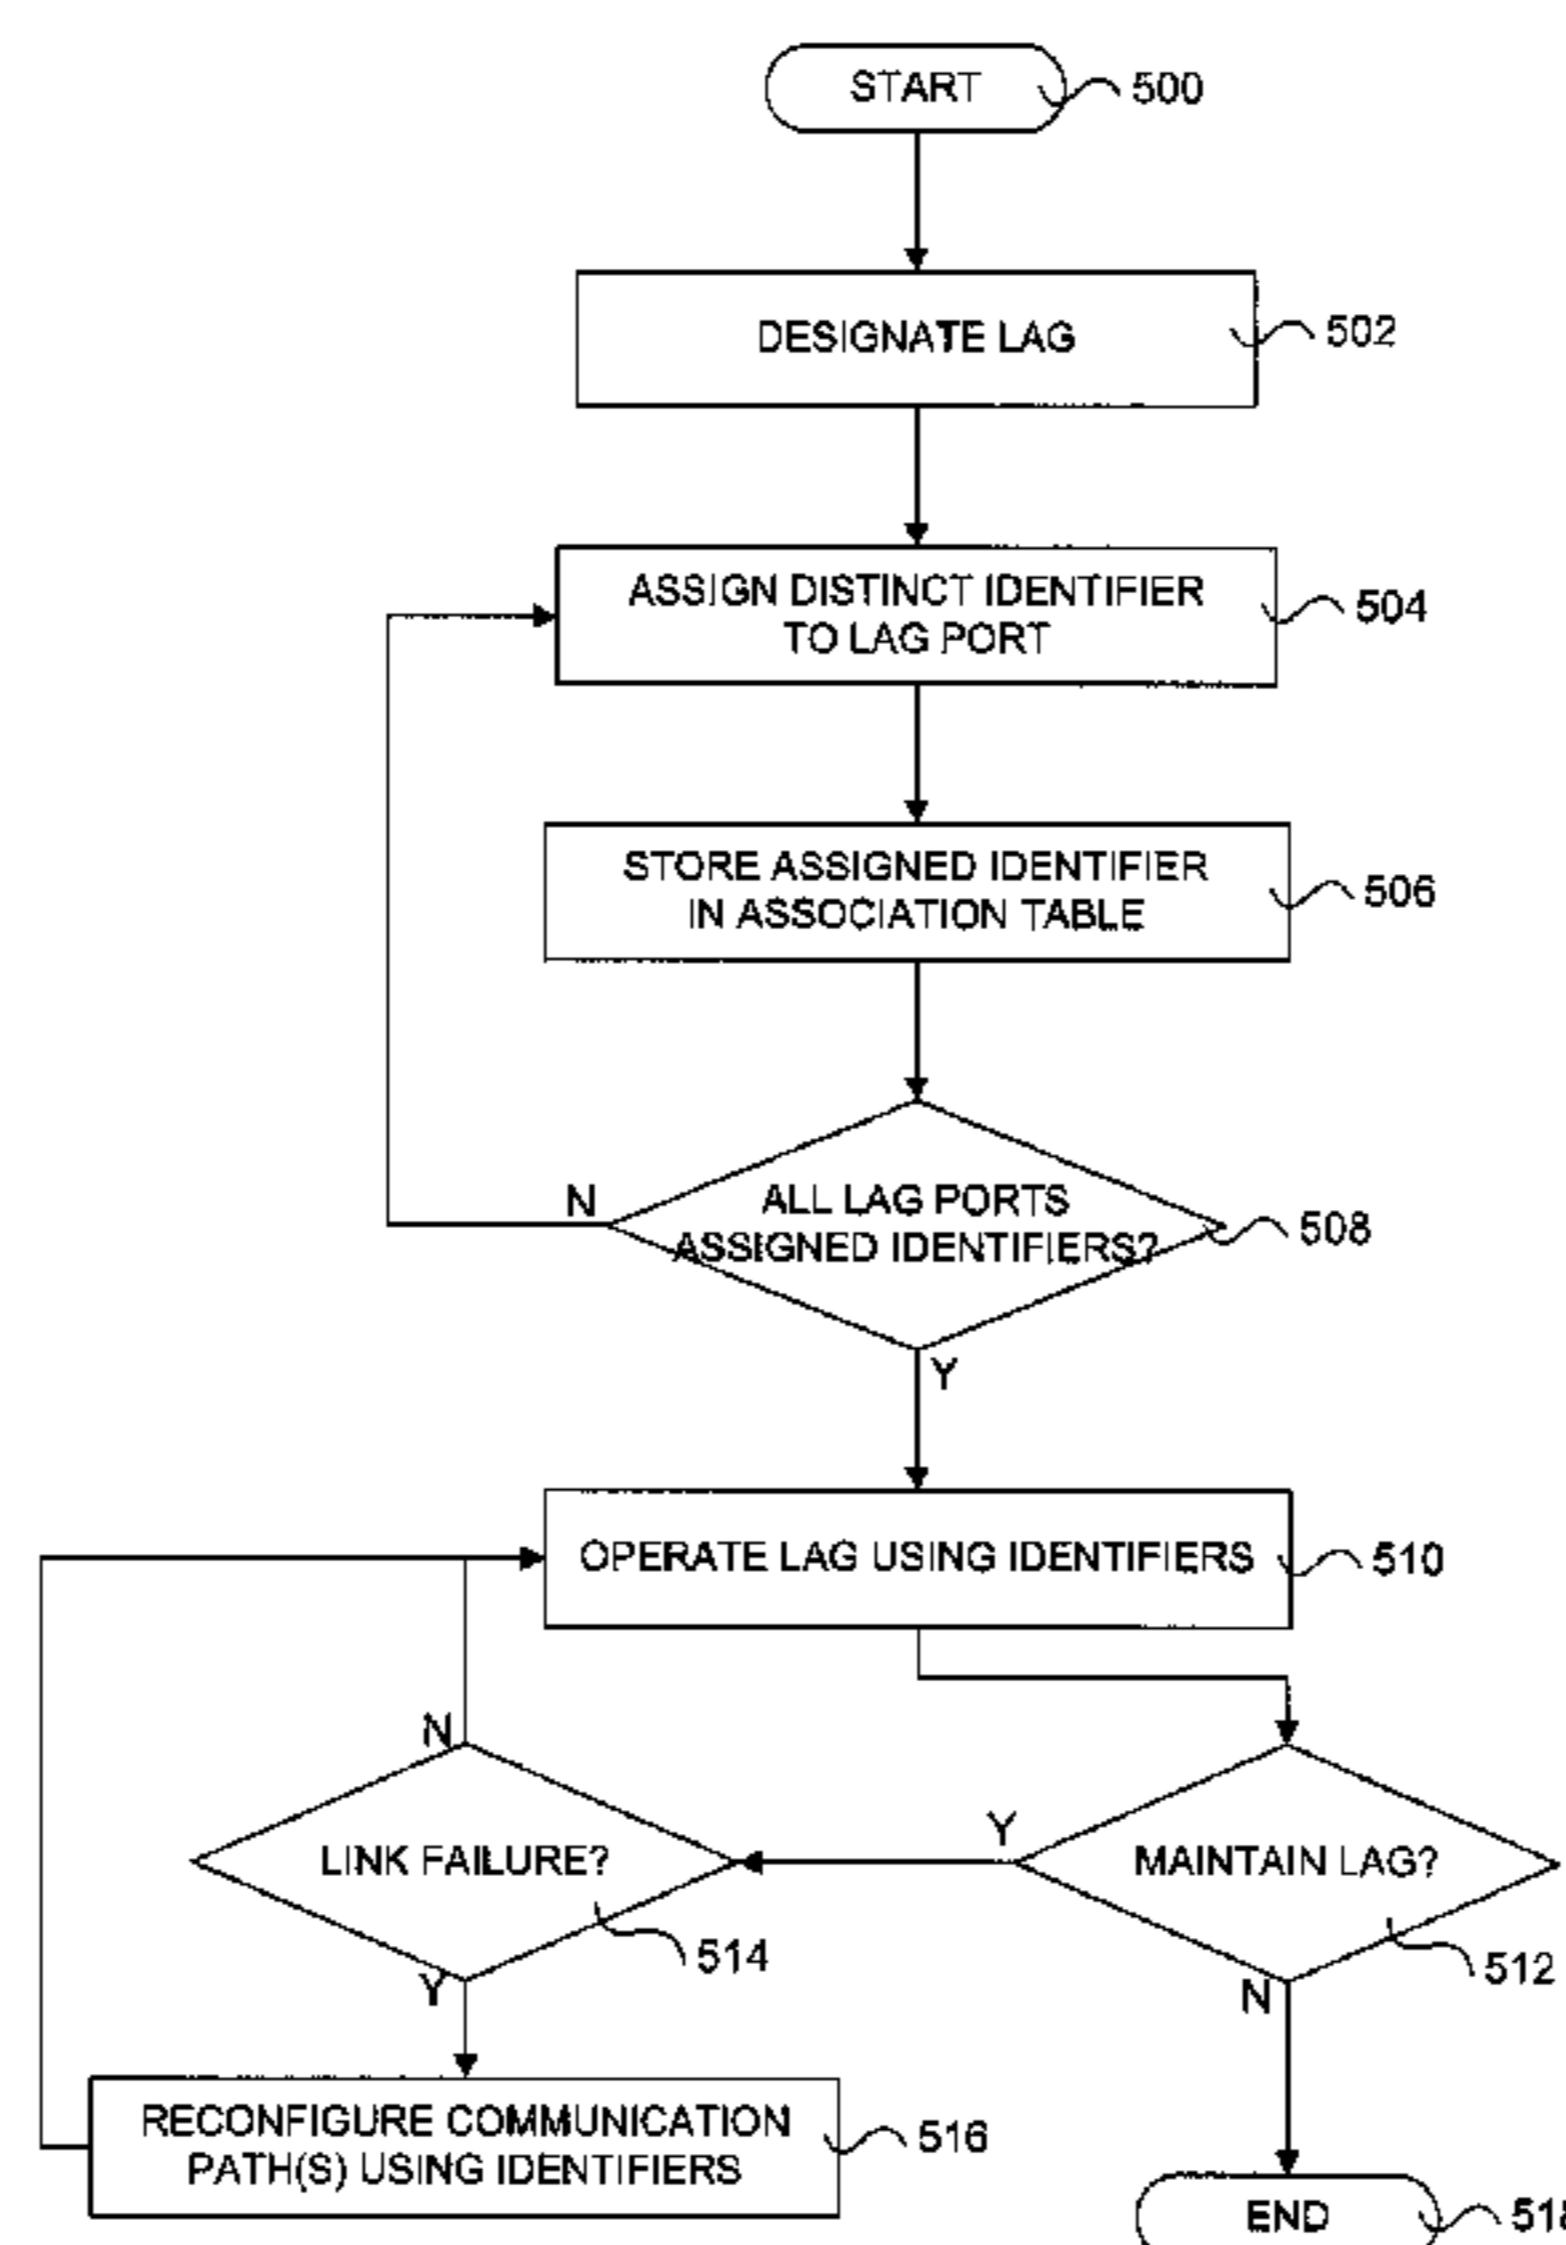 START
500
DESIGNATE LAG
502
ASSIGN DISTINCT IDENTIFIER
TO LAG PORT
504
STORE ASSIGNED IDENTIFIER
IN ASSOCIATION TABLE
506
ALL LAG PORTS
ASSIGNED IDENTIFIERS?
508
N
Y
OPERATE LAG USING IDENTIFIERS
510
N
LINK FAILURE?
514
Y
Y
MAINTAIN LAG?
512
N
RECONFIGURE COMMUNICATION
PATH(S) USING IDENTIFIERS
516
END
518